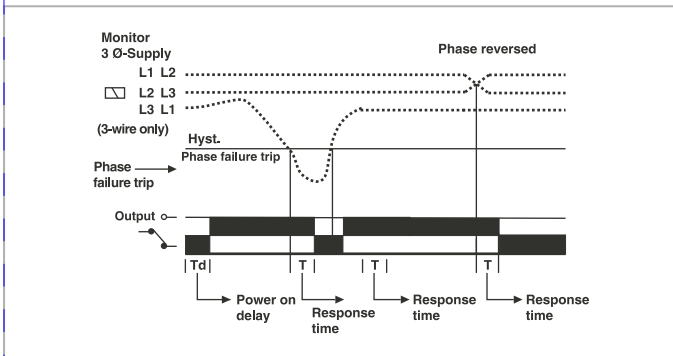 Monitor
3 Ø-Supply
Phase reversed
L1 L2
L2 L3
L3 L1
(3-wire only)
Hyst.
Phase failure trip
Phase
failure trip
Output
Td
T
T
T
Power on
delay
Response
time
Response
time
Response
time